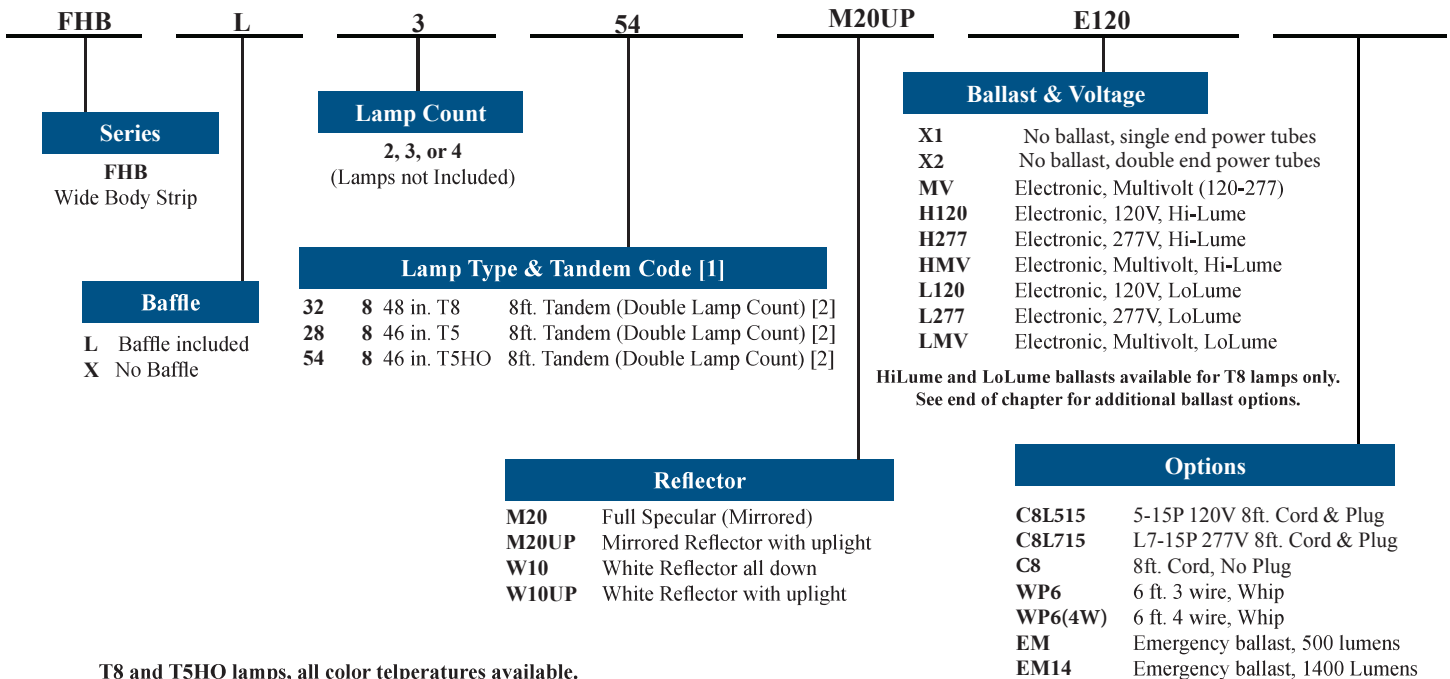 FHB L 3 54 M20UP E120
Series
FHB
Wide Body Strip
Baffle
L Baffle included
X No Baffle
Lamp Count
2, 3, or 4
(Lamps not Included)
Lamp Type & Tandem Code [1]
32 8 48 in. T8 8ft. Tandem (Double Lamp Count) [2]
28 8 46 in. T5 8ft. Tandem (Double Lamp Count) [2]
54 8 46 in. T5HO 8ft. Tandem (Double Lamp Count) [2]
Reflector
M20 Full Specular (Mirrored)
M20UP Mirrored Reflector with uplight
W10 White Reflector all down
W10UP White Reflector with uplight
Ballast & Voltage
X1 No ballast, single end power tubes
X2 No ballast, double end power tubes
MV Electronic, Multivolt (120-277)
H120 Electronic, 120V, Hi-Lume
H277 Electronic, 277V, Hi-Lume
HMV Electronic, Multivolt, Hi-Lume
L120 Electronic, 120V, LoLume
L277 Electronic, 277V, LoLume
LMV Electronic, Multivolt, LoLume
HiLume and LoLume ballasts available for T8 lamps only.
See end of chapter for additional ballast options.
Options
C8L515 5-15P 120V 8ft. Cord & Plug
C8L715 L7-15P 277V 8ft. Cord & Plug
C8 8ft. Cord, No Plug
WP6 6 ft. 3 wire, Whip
WP6(4W) 6 ft. 4 wire, Whip
EM Emergency ballast, 500 lumens
EM14 Emergency ballast, 1400 Lumens
T8 and T5HO lamps, all color telperatures available.